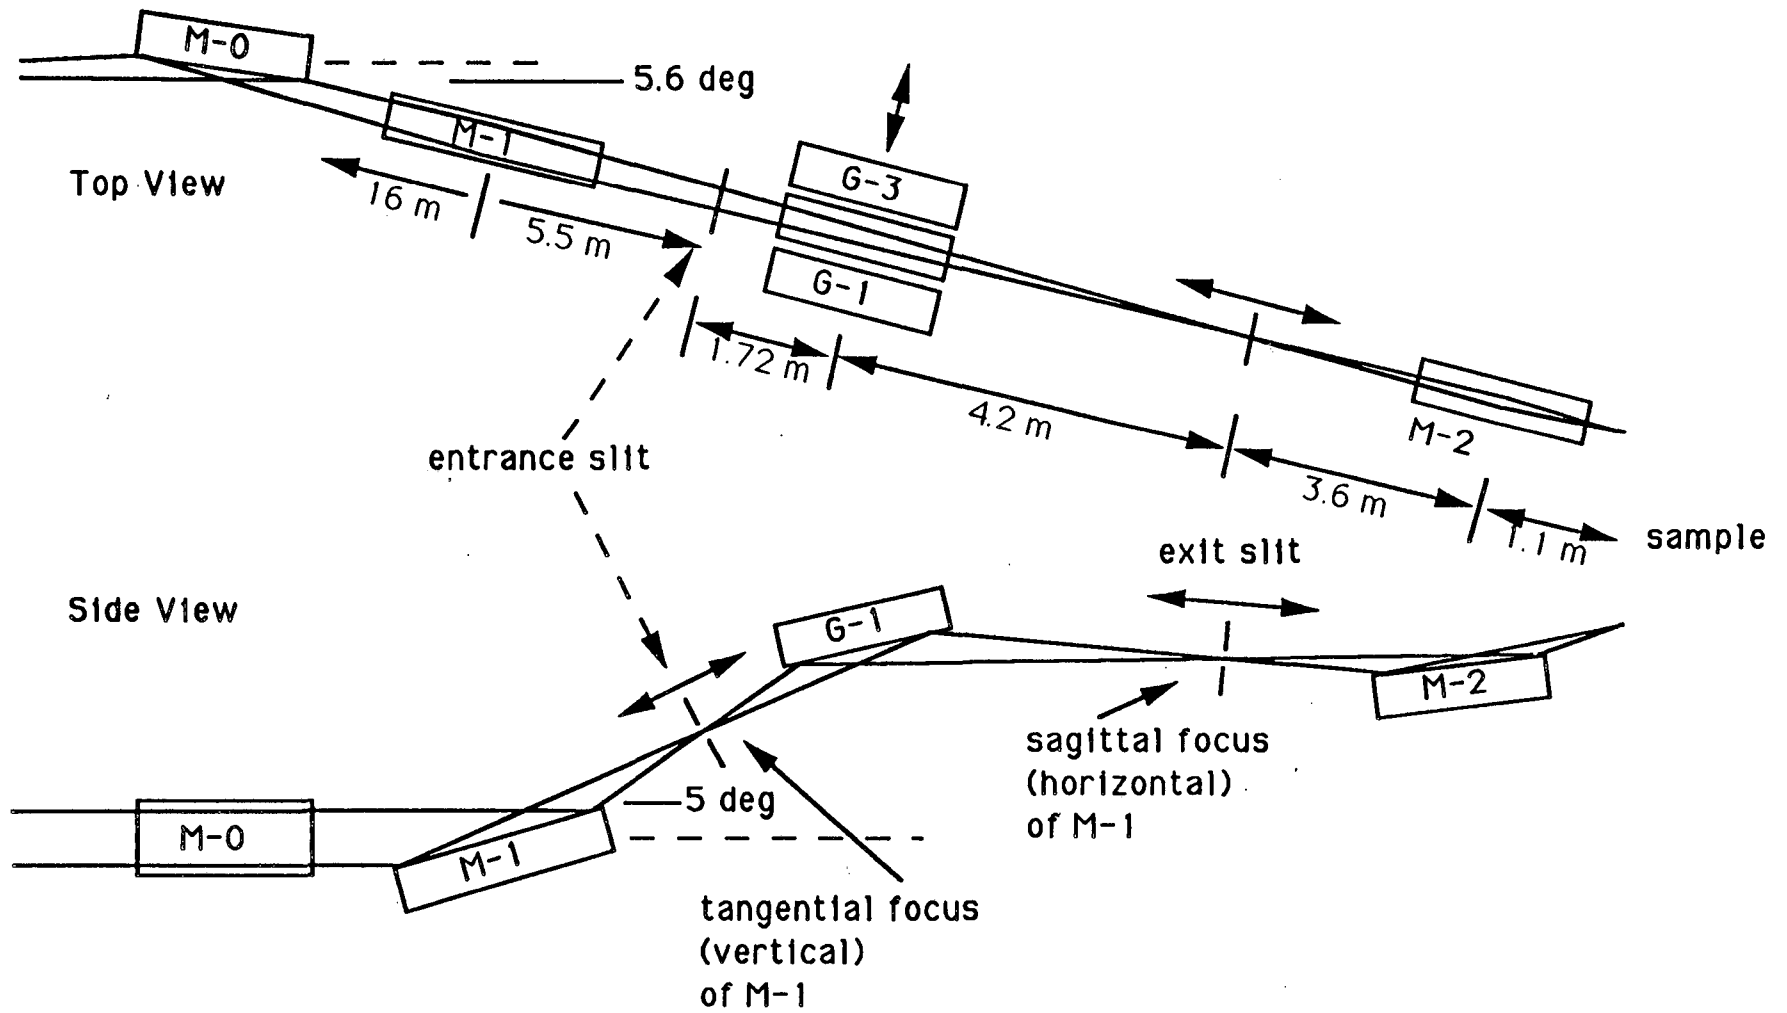 M-0
5.6 deg
M-1
Top View
16 m
5.5 m
G-3
G-1
1.72 m
4.2 m
M-2
3.6 m
1.1 m
sample
entrance slit
exit slit
Side View
G-1
M-2
sagittal focus
(horizontal)
of M-1
5 deg
M-0
M-1
tangential focus
(vertical)
of M-1